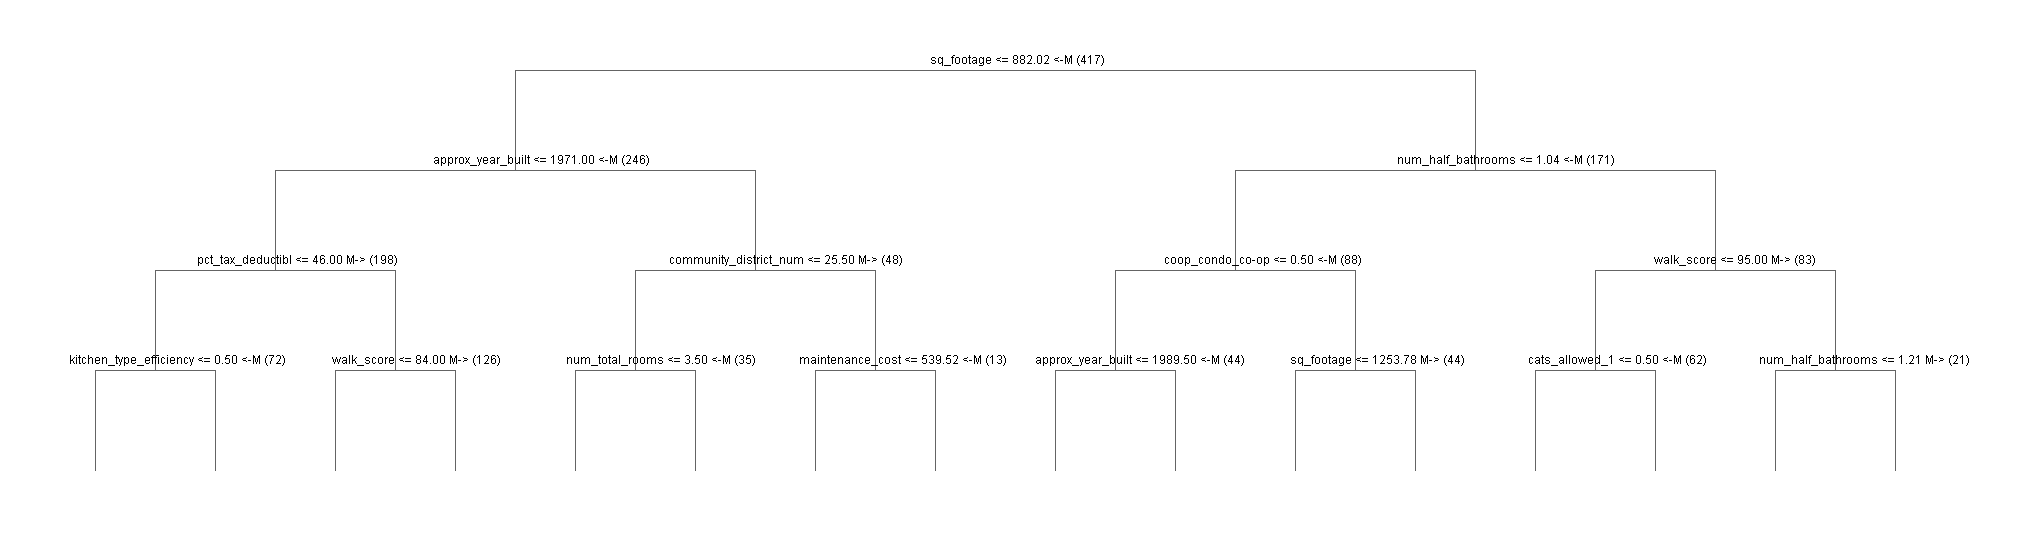 sq_footage <= 882.02 <-M (417)
approx_year_built <= 1971.00 <-M (246)
num_half_bathrooms <= 1.04 <-M (171)
pct_tax_deductibl <= 46.00 M-> (198)
community_district_num <= 25.50 M-> (48)
coop_condo_co-op <= 0.50 <-M (88)
walk_score <= 95.00 M-> (83)
kitchen_type_efficiency <= 0.50 <-M (72)
walk_score <= 84.00 M-> (126)
num_total_rooms <= 3.50 <-M (35)
maintenance_cost <= 539.52 <-M (13)
approx_year_built <= 1989.50 <-M (44)
sq_footage <= 1253.78 M-> (44)
cats_allowed_1 <= 0.50 <-M (62)
num_half_bathrooms <= 1.21 M-> (21)